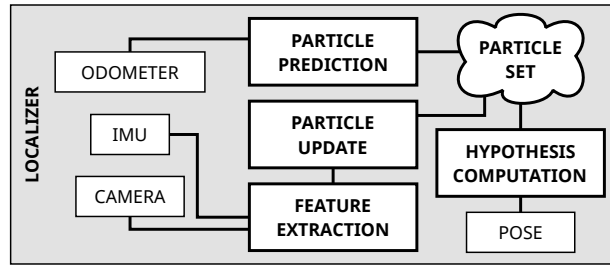 LOCALIZER
ODOMETER
PARTICLE
PREDICTION
PARTICLE
SET
IMU
PARTICLE
UPDATE
HYPOTHESIS
COMPUTATION
CAMERA
FEATURE
EXTRACTION
POSE